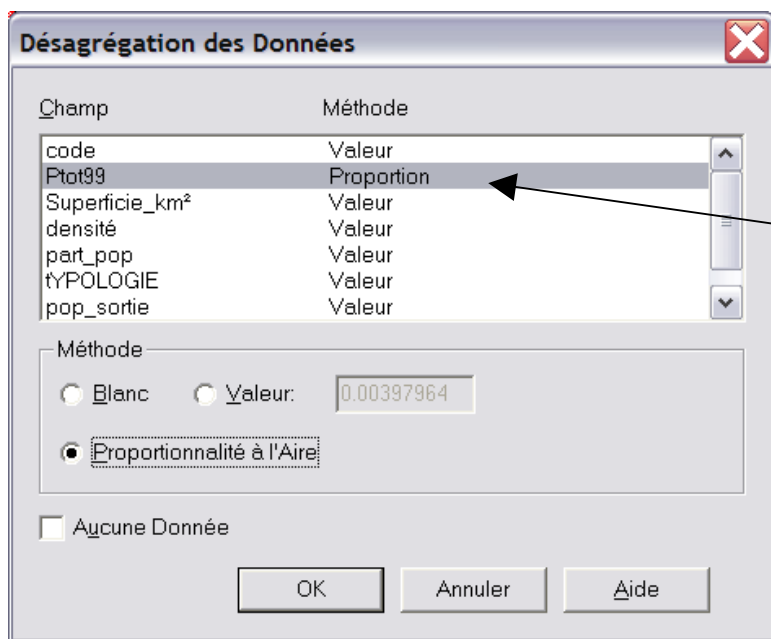 Désagrégation des Données
Champ Méthode
code Valeur
Ptot99 Proportion
Superficie_km² Valeur
densité Valeur
part_pop Valeur
tYPOLOGIE Valeur
pop_sortie Valeur
Méthode
Blanc Valeur: 0.00397964
Proportionnalité à l'Aire
Aucune Donnée
OK Annuler Aide